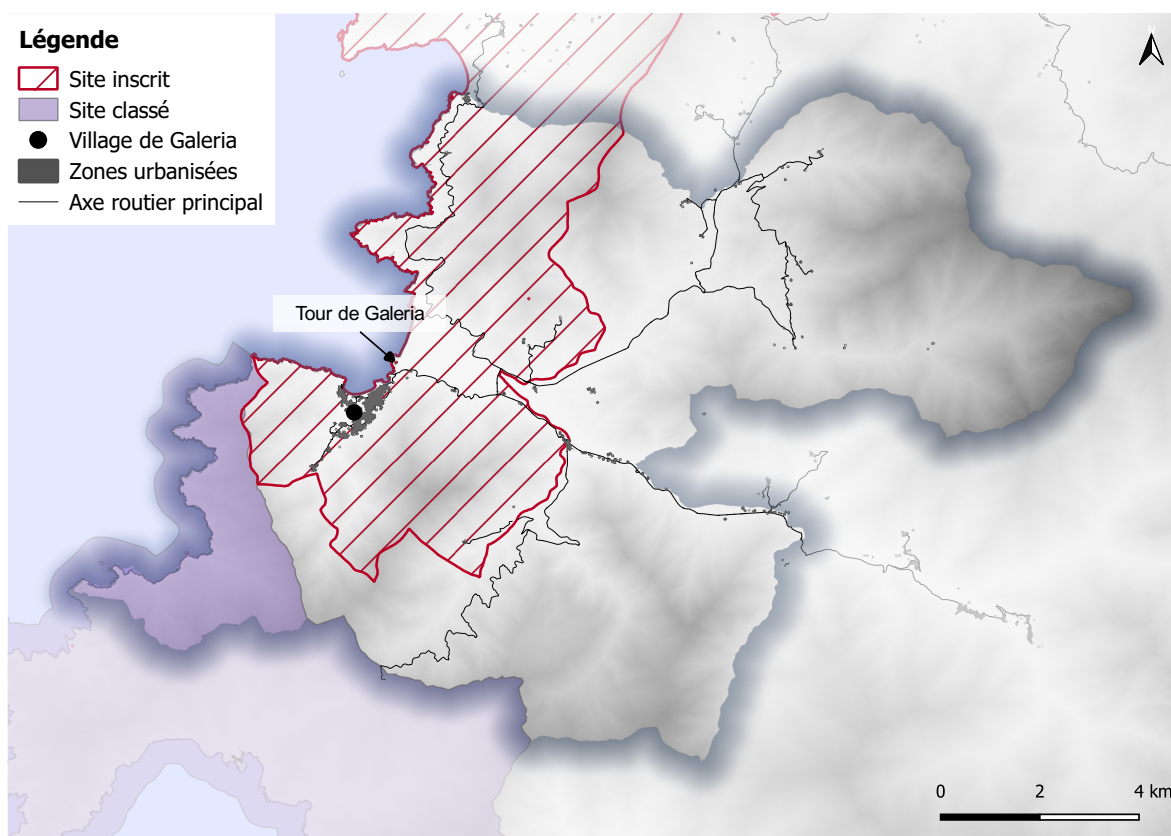 Légende
Site inscrit
Site classé
Village de Galeria
Zones urbanisées
Axe routier principal
Tour de Galeria
0 2 4 km